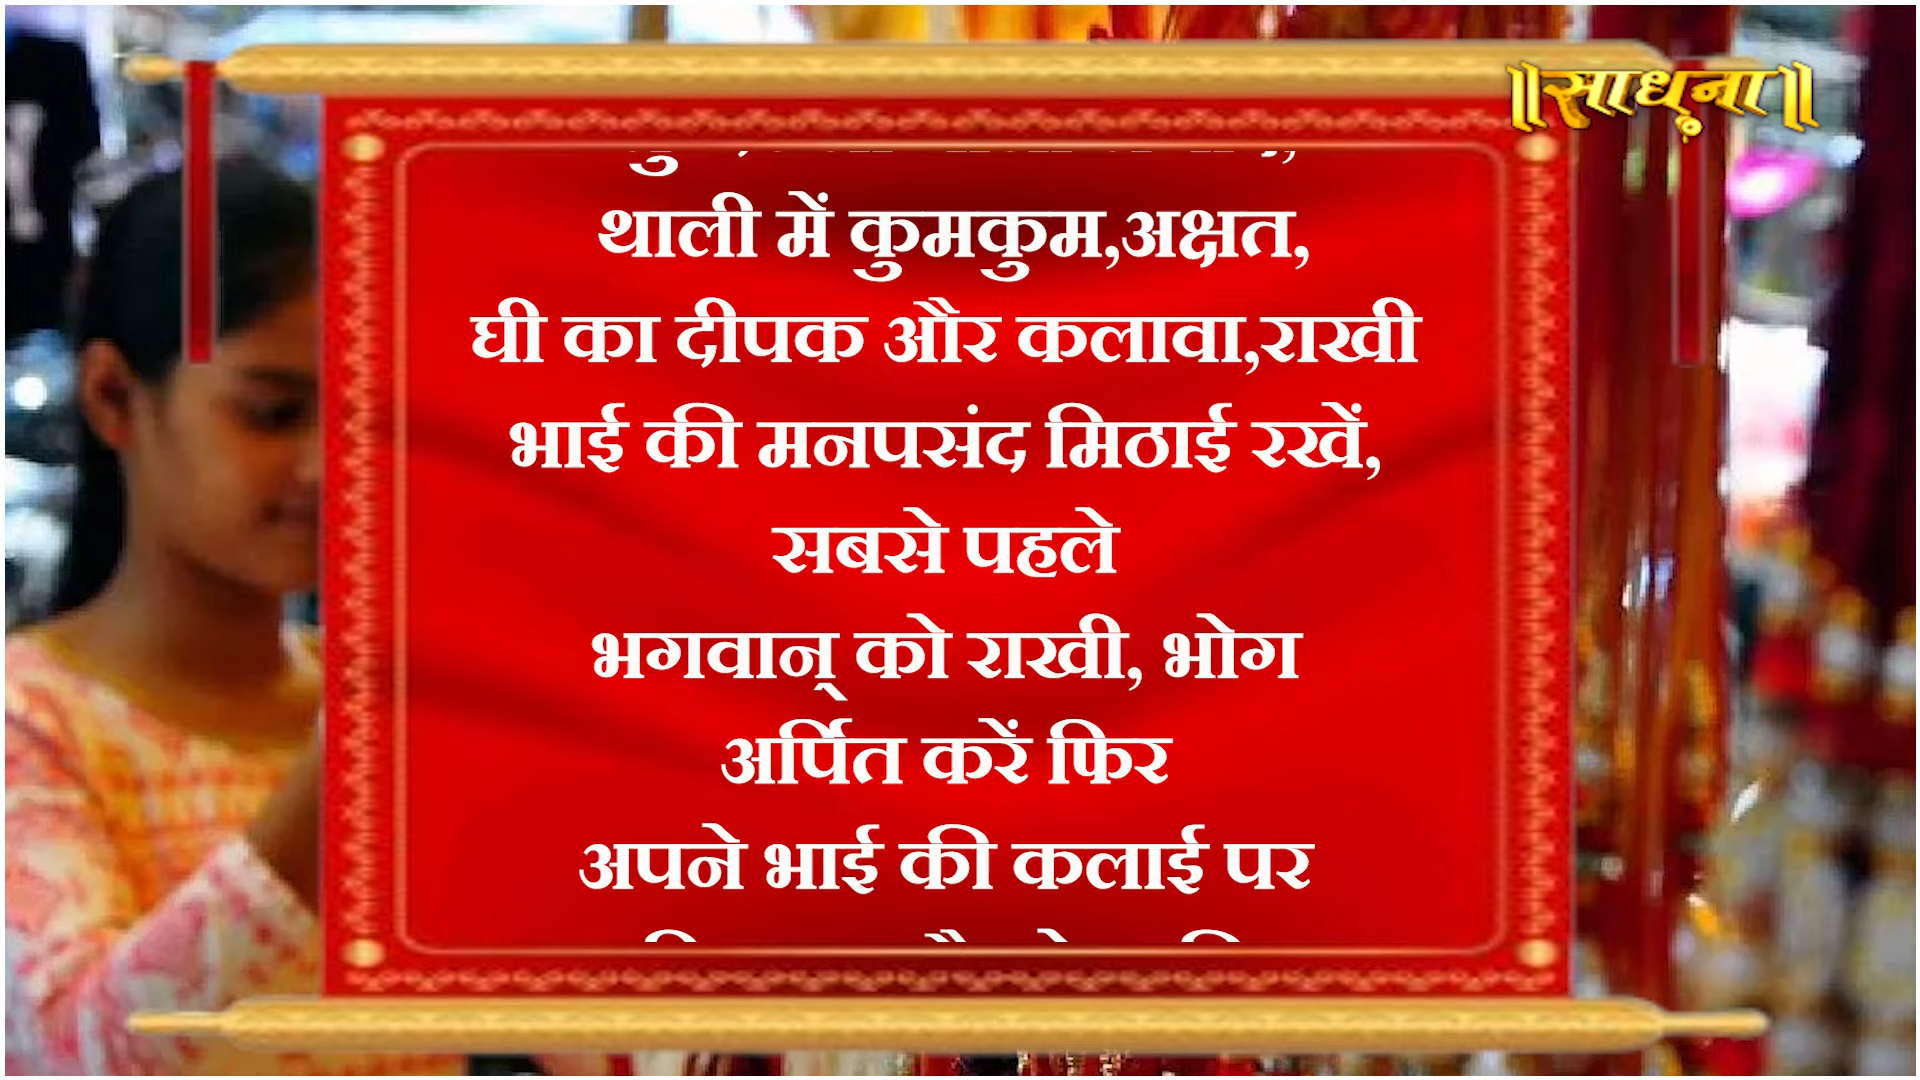 ॥साधना॥
थाली में कुमकुम,अक्षत,
घी का दीपक और कलावा,राखी
भाई की मनपसंद मिठाई रखें,
सबसे पहले
भगवान् को राखी, भोग
अर्पित करें फिर
अपने भाई की कलाई पर